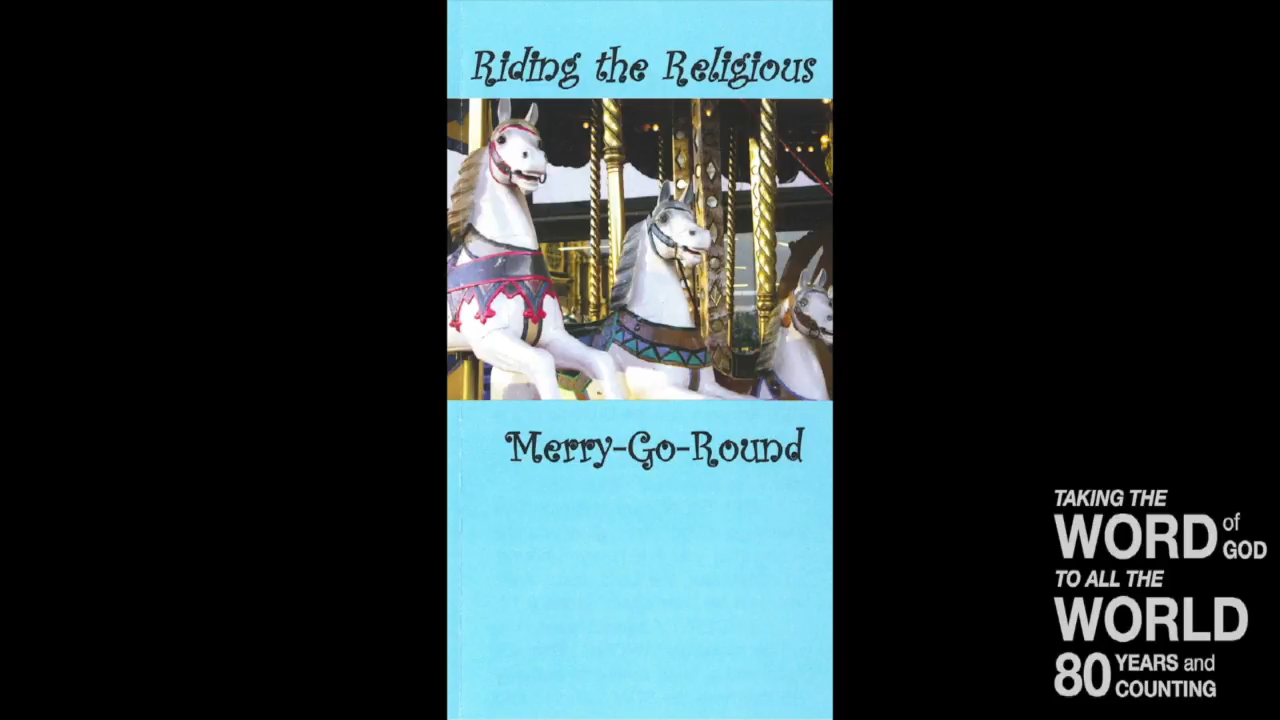 Riding the Religious
Merry-Go-Round
TAKING THE
WORD of GOD
TO ALL THE
WORLD
80 YEARS and
COUNTING